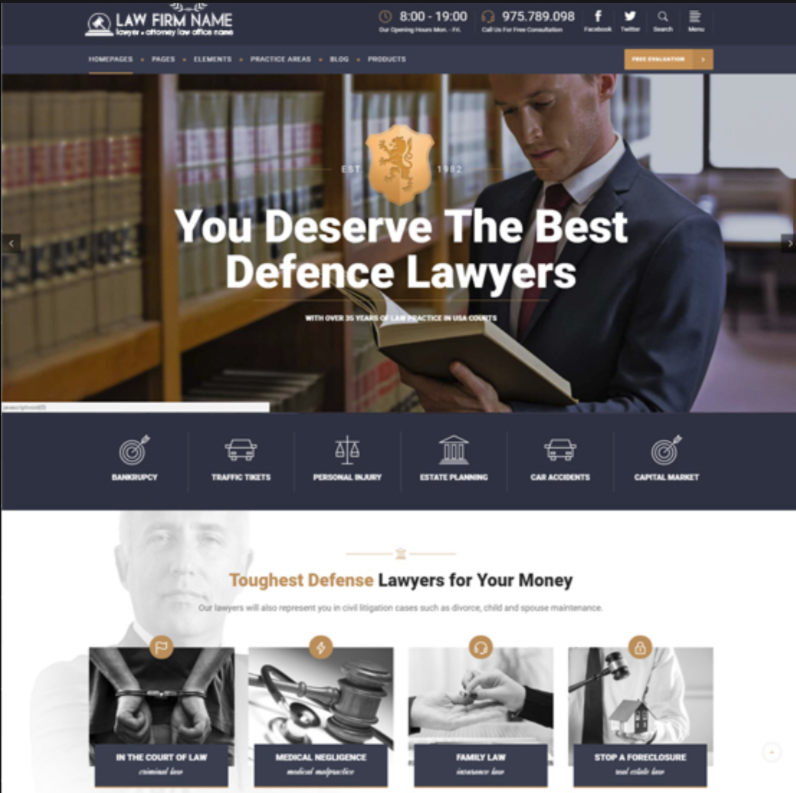 LAW FIRM NAME
lawyer • attorney law office name
8:00 - 19:00
Our Opening Hours Mon. - Fri.
975.789.098
Call Us For Free Consultation
Facebook
Twitter
Search
Menu
HOMEPAGES
PAGES
ELEMENTS
PRACTICE AREAS
BLOG
PRODUCTS
FREE EVALUATION
EST.
1982
You Deserve The Best
Defence Lawyers
WITH OVER 35 YEARS OF LAW PRACTICE IN USA COURTS
BANKRUPCY
TRAFFIC TIKETS
PERSONAL INJURY
ESTATE PLANNING
CAR ACCIDENTS
CAPITAL MARKET
Toughest Defense Lawyers for Your Money
Our lawyers will also represent you in civil litigation cases such as divorce, child and spouse maintenance.
IN THE COURT OF LAW
criminal law
MEDICAL NEGLIGENCE
medical malpractice
FAMILY LAW
insurance law
STOP A FORECLOSURE
real estate law